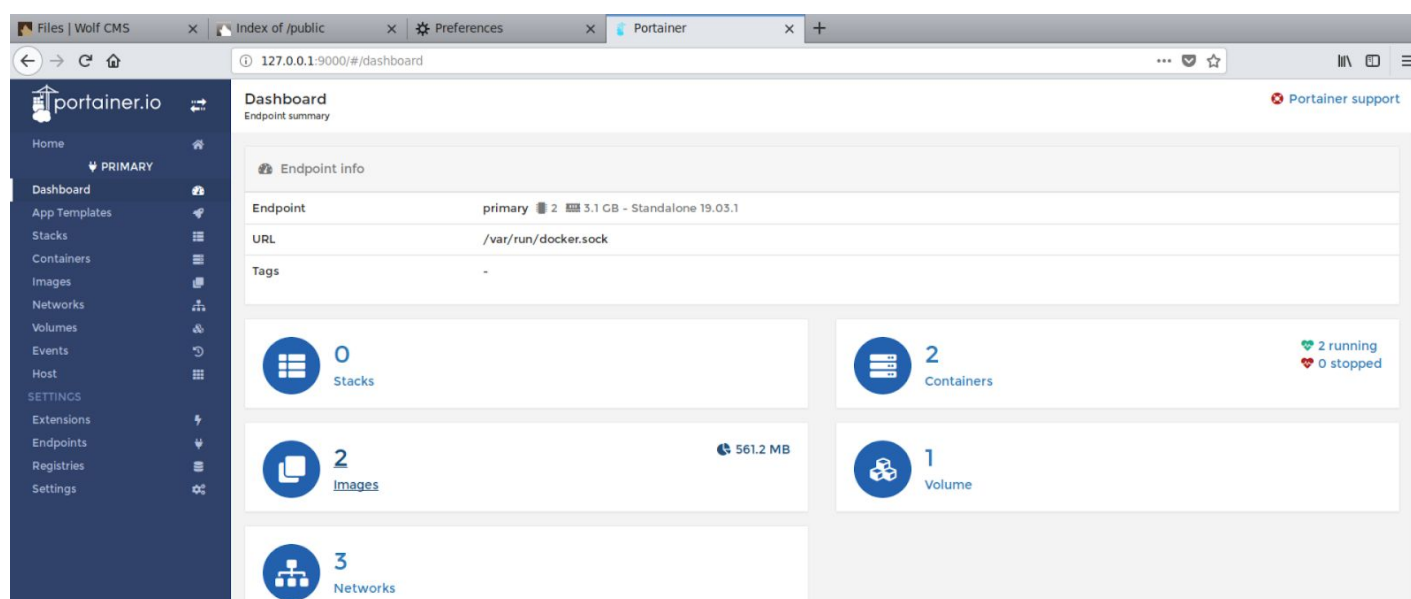 Files | Wolf CMS
Index of /public
Preferences
Portainer
127.0.0.1:9000/#/dashboard
portainer.io
Home
PRIMARY
Dashboard
App Templates
Stacks
Containers
Images
Networks
Volumes
Events
Host
SETTINGS
Extensions
Endpoints
Registries
Settings
Dashboard
Endpoint summary
Portainer support
Endpoint info
Endpoint primary 2 3.1 GB - Standalone 19.03.1
URL /var/run/docker.sock
Tags -
0
Stacks
2
Containers
2 running
0 stopped
2
Images
561.2 MB
1
Volume
3
Networks